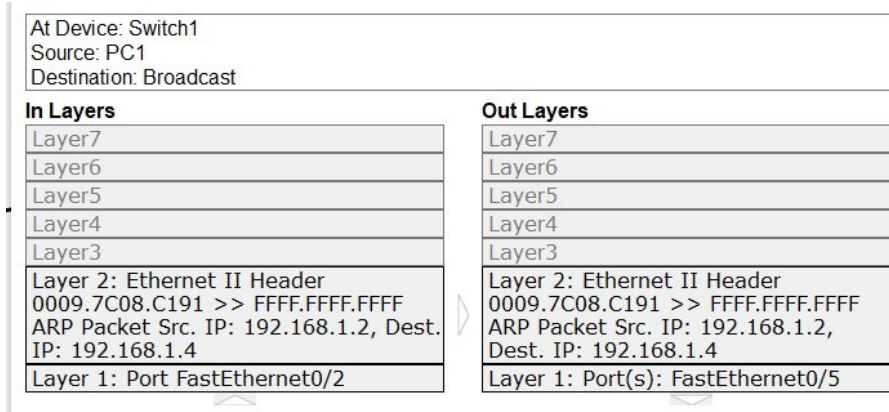 At Device: Switch1
Source: PC1
Destination: Broadcast
In Layers
Layer7
Layer6
Layer5
Layer4
Layer3
Layer 2: Ethernet II Header
0009.7C08.C191 >> FFFF.FFFF.FFFF
ARP Packet Src. IP: 192.168.1.2, Dest.
IP: 192.168.1.4
Layer 1: Port FastEthernet0/2
Out Layers
Layer7
Layer6
Layer5
Layer4
Layer3
Layer 2: Ethernet II Header
0009.7C08.C191 >> FFFF.FFFF.FFFF
ARP Packet Src. IP: 192.168.1.2,
Dest. IP: 192.168.1.4
Layer 1: Port(s): FastEthernet0/5